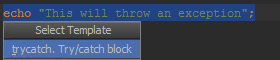 echo "This will throw an exception";
Select Template
trycatch. Try/catch block